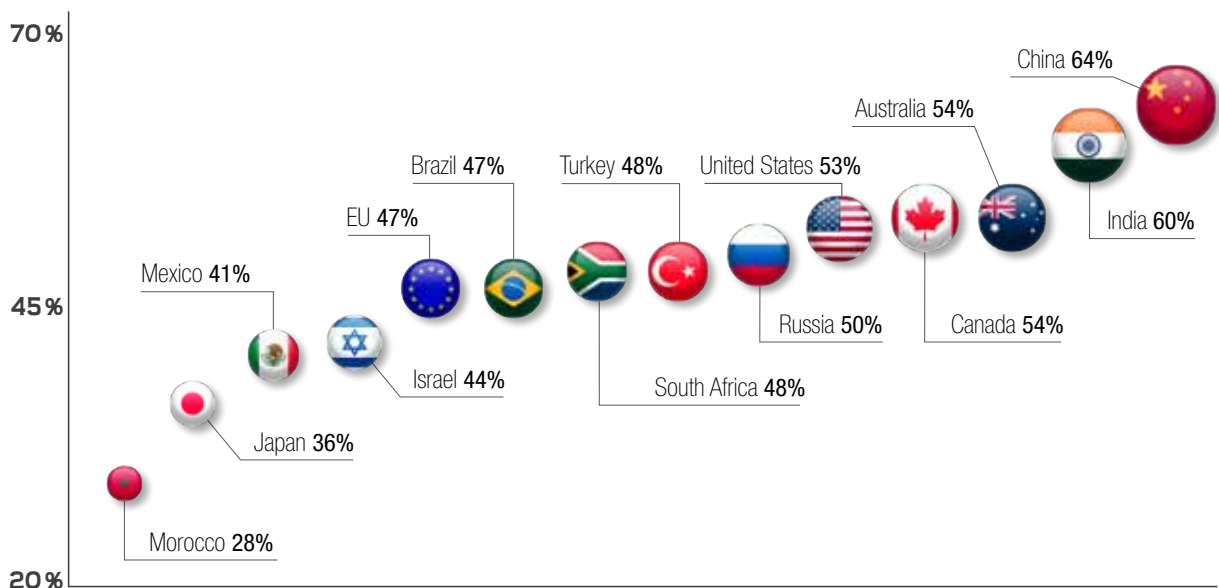 70%
China 64%
Australia 54%
Brazil 47%
Turkey 48%
United States 53%
EU 47%
India 60%
Mexico 41%
45%
Russia 50%
Canada 54%
Israel 44%
South Africa 48%
Japan 36%
Morocco 28%
20%